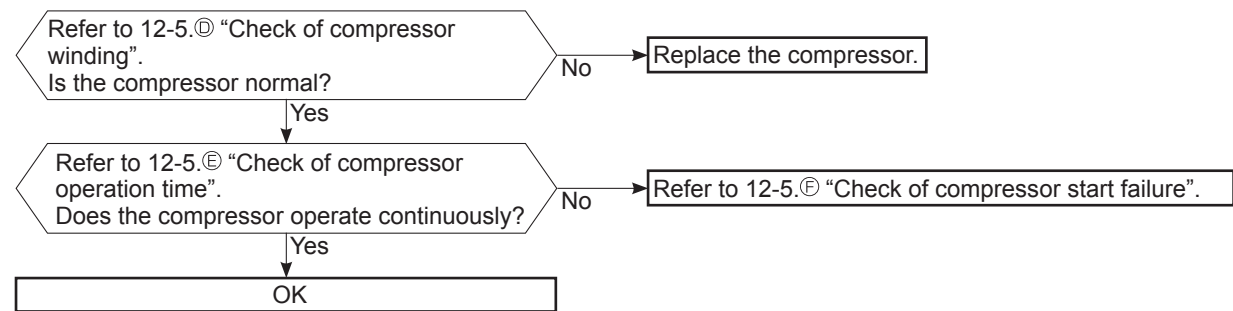 Refer to 12-5.Ⓓ “Check of compressor
winding”.
Is the compressor normal?
No
Replace the compressor.
Yes
Refer to 12-5.Ⓔ “Check of compressor
operation time”.
Does the compressor operate continuously?
No
Refer to 12-5.Ⓕ “Check of compressor start failure”.
Yes
OK